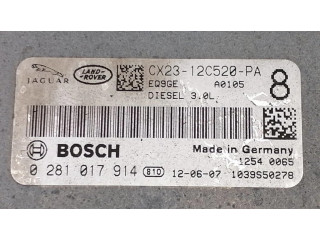 JAGUAR
LAND- ROVER
CX23-12C520-PA
EQ9GE A0105
DIESEL 3.0L
8
BOSCH
Made in Germany
1254 0065
0 281 017 914 810 12-06-07 1039S50278